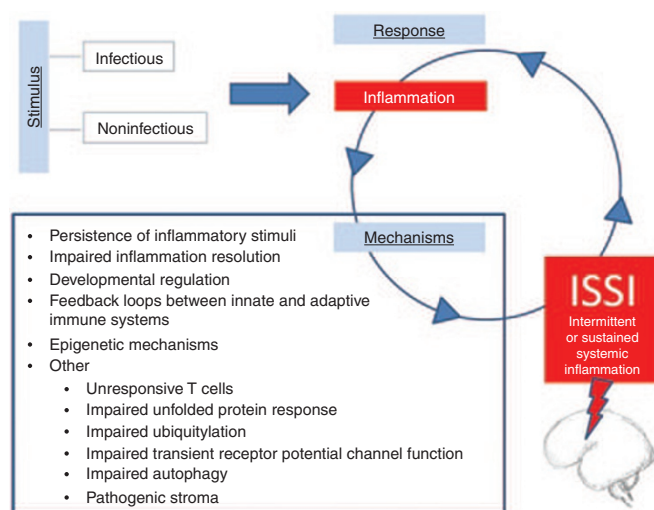 Stimulus
Infectious
Noninfectious
Response
Inflammation
Mechanisms
• Persistence of inflammatory stimuli
• Impaired inflammation resolution
• Developmental regulation
• Feedback loops between innate and adaptive
immune systems
• Epigenetic mechanisms
• Other
• Unresponsive T cells
• Impaired unfolded protein response
• Impaired ubiquitylation
• Impaired transient receptor potential channel function
• Impaired autophagy
• Pathogenic stroma
ISSI
Intermittent
or sustained
systemic
inflammation